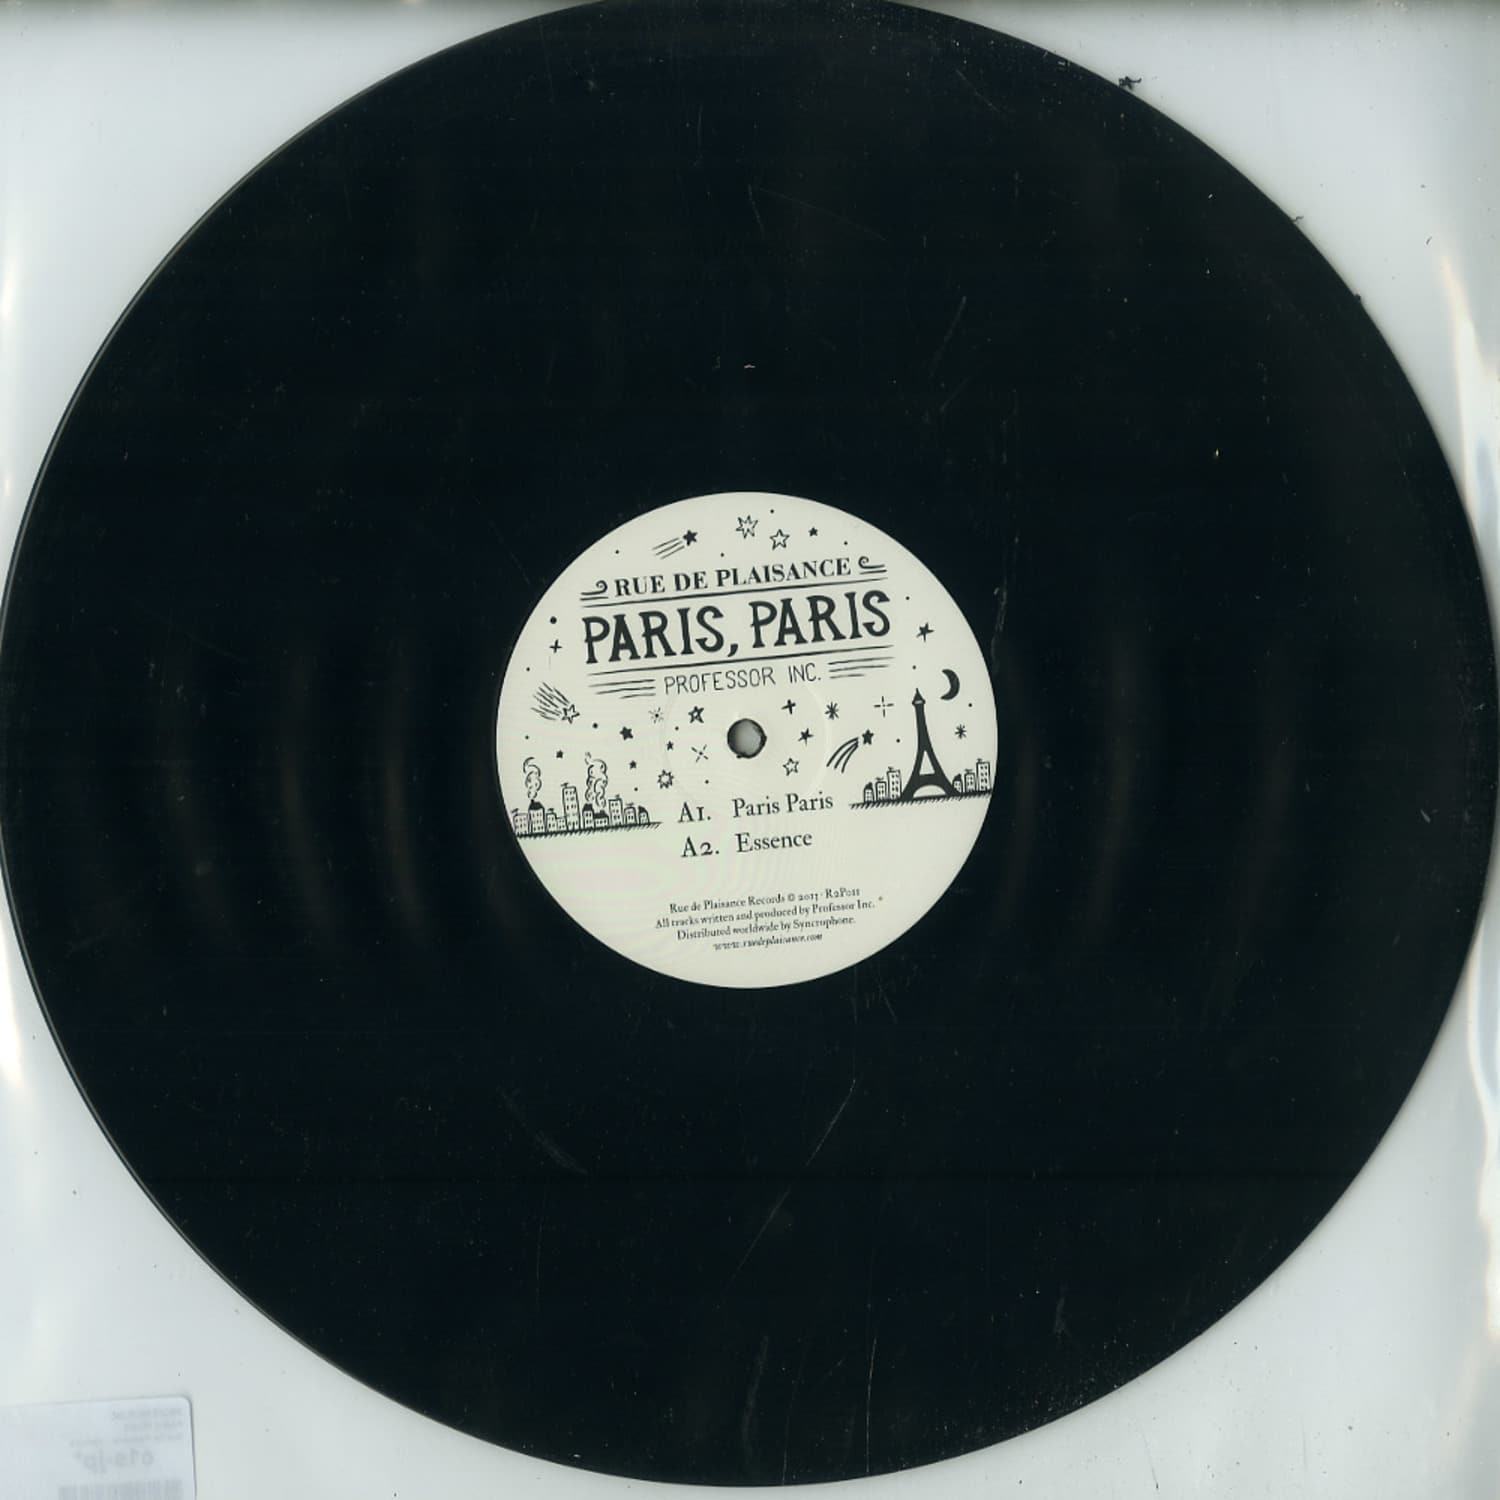 RUE DE PLAISANCE
PARIS, PARIS
PROFESSOR INC.
A1. Paris Paris
A2. Essence
Rue de Plaisance Records © 2013 · R2P011
All tracks written and produced by Professor Inc.
Distributed worldwide by Syncrophone.
www.ruedeplaisance.com